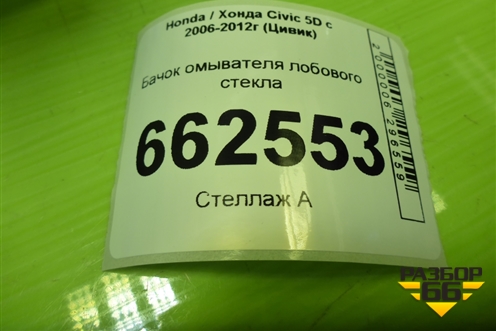 Honda / Хонда Civic 5D с
2006-2012г (Цивик)
Бачок омывателя лобового
стекла
662553
Стеллаж А
2000006296559
РАЗБОР
66